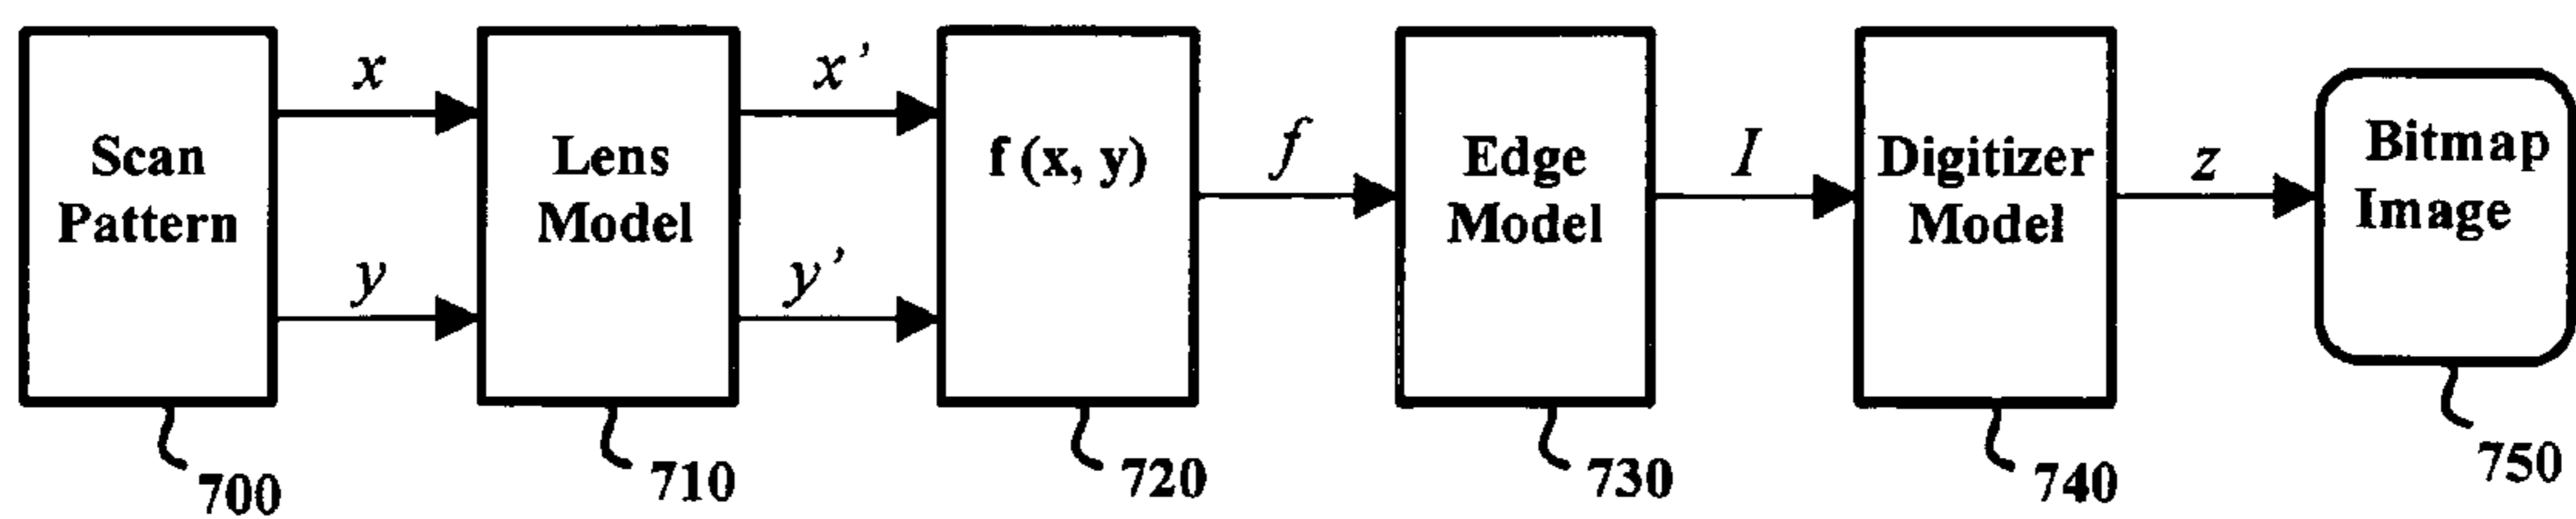 x
x'
Scan
Pattern
Lens
Model
f (x, y)
f
Edge
Model
I
Digitizer
Model
z
Bitmap
Image
y
y'
700
710
720
730
740
750